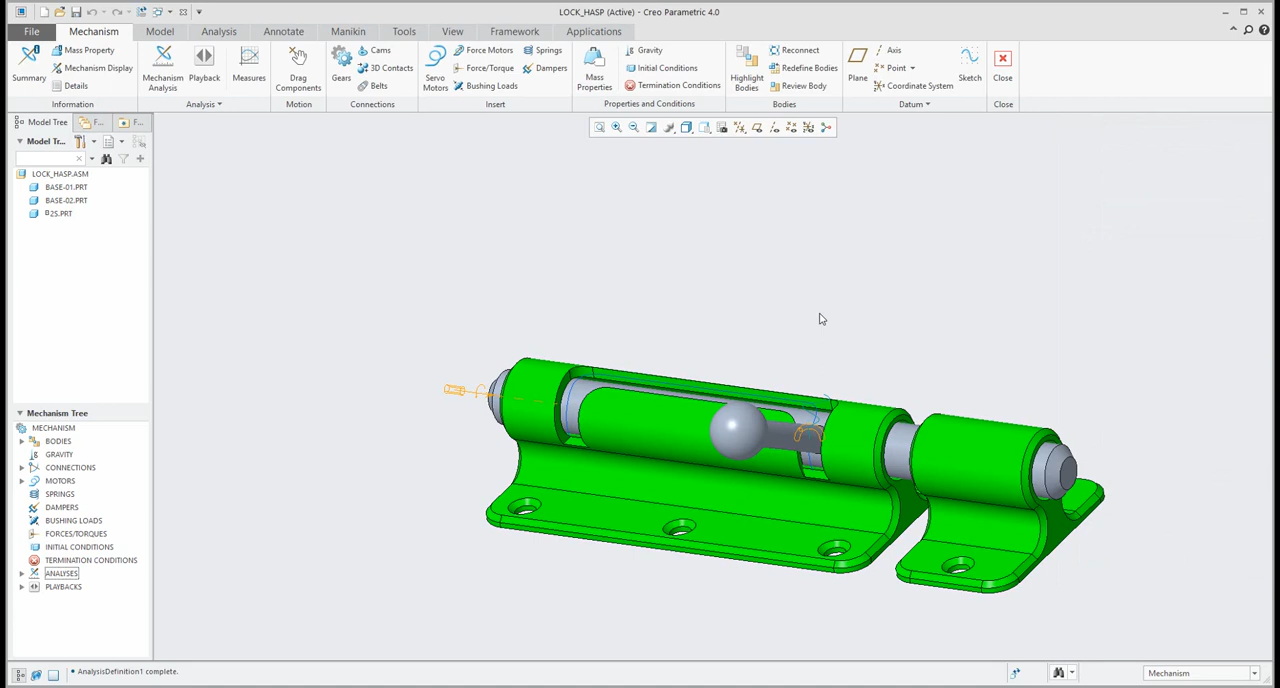 LOCK_HASP (Active) - Creo Parametric 4.0
File Mechanism Model Analysis Annotate Manikin Tools View Framework Applications
Summary
Mass Property
Mechanism Display
Details
Information
Mechanism
Analysis
Playback
Measures
Analysis
Drag
Components
Motion
Gears
Cams
3D Contacts
Belts
Connections
Servo
Motors
Force Motors
Force/Torque
Bushing Loads
Springs
Dampers
Insert
Mass
Properties
Gravity
Initial Conditions
Termination Conditions
Properties and Conditions
Highlight
Bodies
Reconnect
Redefine Bodies
Review Body
Bodies
Plane
Axis
Point
Coordinate System
Sketch
Datum
Close
Close
Model Tree F... F...
Model Tr...
LOCK_HASP.ASM
BASE-01.PRT
BASE-02.PRT
2S.PRT
Mechanism Tree
MECHANISM
BODIES
GRAVITY
CONNECTIONS
MOTORS
SPRINGS
DAMPERS
BUSHING LOADS
FORCES/TORQUES
INITIAL CONDITIONS
TERMINATION CONDITIONS
ANALYSES
PLAYBACKS
• AnalysisDefinition1 complete.
Mechanism